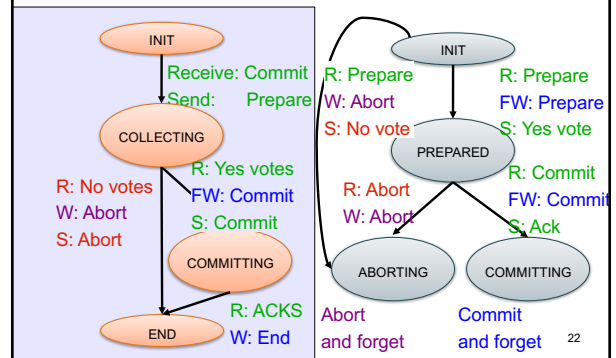 INIT
Receive: Commit
Send: Prepare
COLLECTING
R: No votes
W: Abort
S: Abort
R: Yes votes
FW: Commit
S: Commit
COMMITTING
R: ACKS
W: End
END
INIT
R: Prepare
W: Abort
S: No vote
R: Prepare
FW: Prepare
S: Yes vote
PREPARED
R: Abort
W: Abort
R: Commit
FW: Commit
S: Ack
ABORTING
COMMITTING
Abort
and forget
Commit
and forget
22